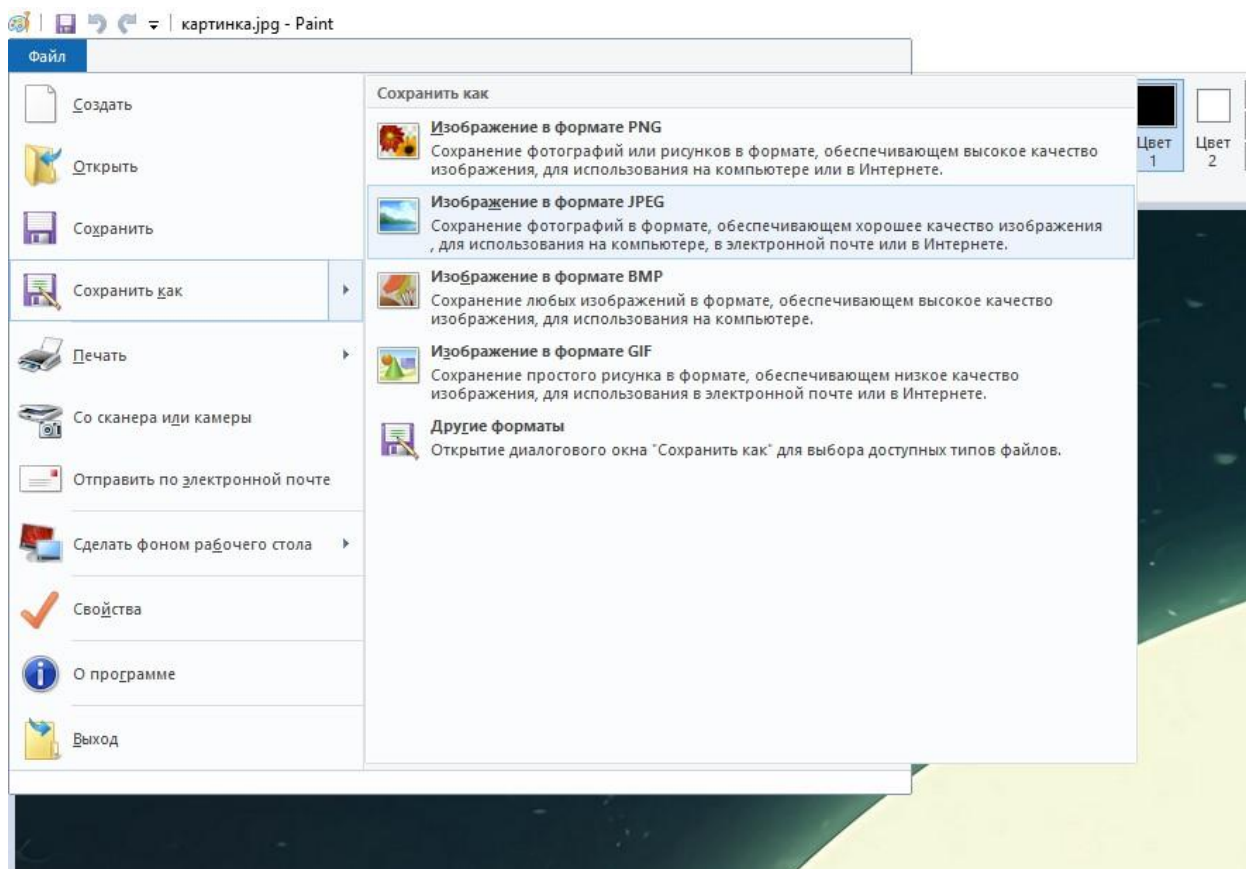 картинка.jpg - Paint
Файл
Создать
Открыть
Сохранить
Сохранить как
Печать
Со сканера или камеры
Отправить по электронной почте
Сделать фоном рабочего стола
Свойства
О программе
Выход
Сохранить как
Изображение в формате PNG
Сохранение фотографий или рисунков в формате, обеспечивающем высокое качество
изображения, для использования на компьютере или в Интернете.
Изображение в формате JPEG
Сохранение фотографий в формате, обеспечивающем хорошее качество изображения
, для использования на компьютере, в электронной почте или в Интернете.
Изображение в формате BMP
Сохранение любых изображений в формате, обеспечивающем высокое качество
изображения, для использования на компьютере.
Изображение в формате GIF
Сохранение простого рисунка в формате, обеспечивающем низкое качество
изображения, для использования в электронной почте или в Интернете.
Другие форматы
Открытие диалогового окна "Сохранить как" для выбора доступных типов файлов.
Цвет
1
Цвет
2